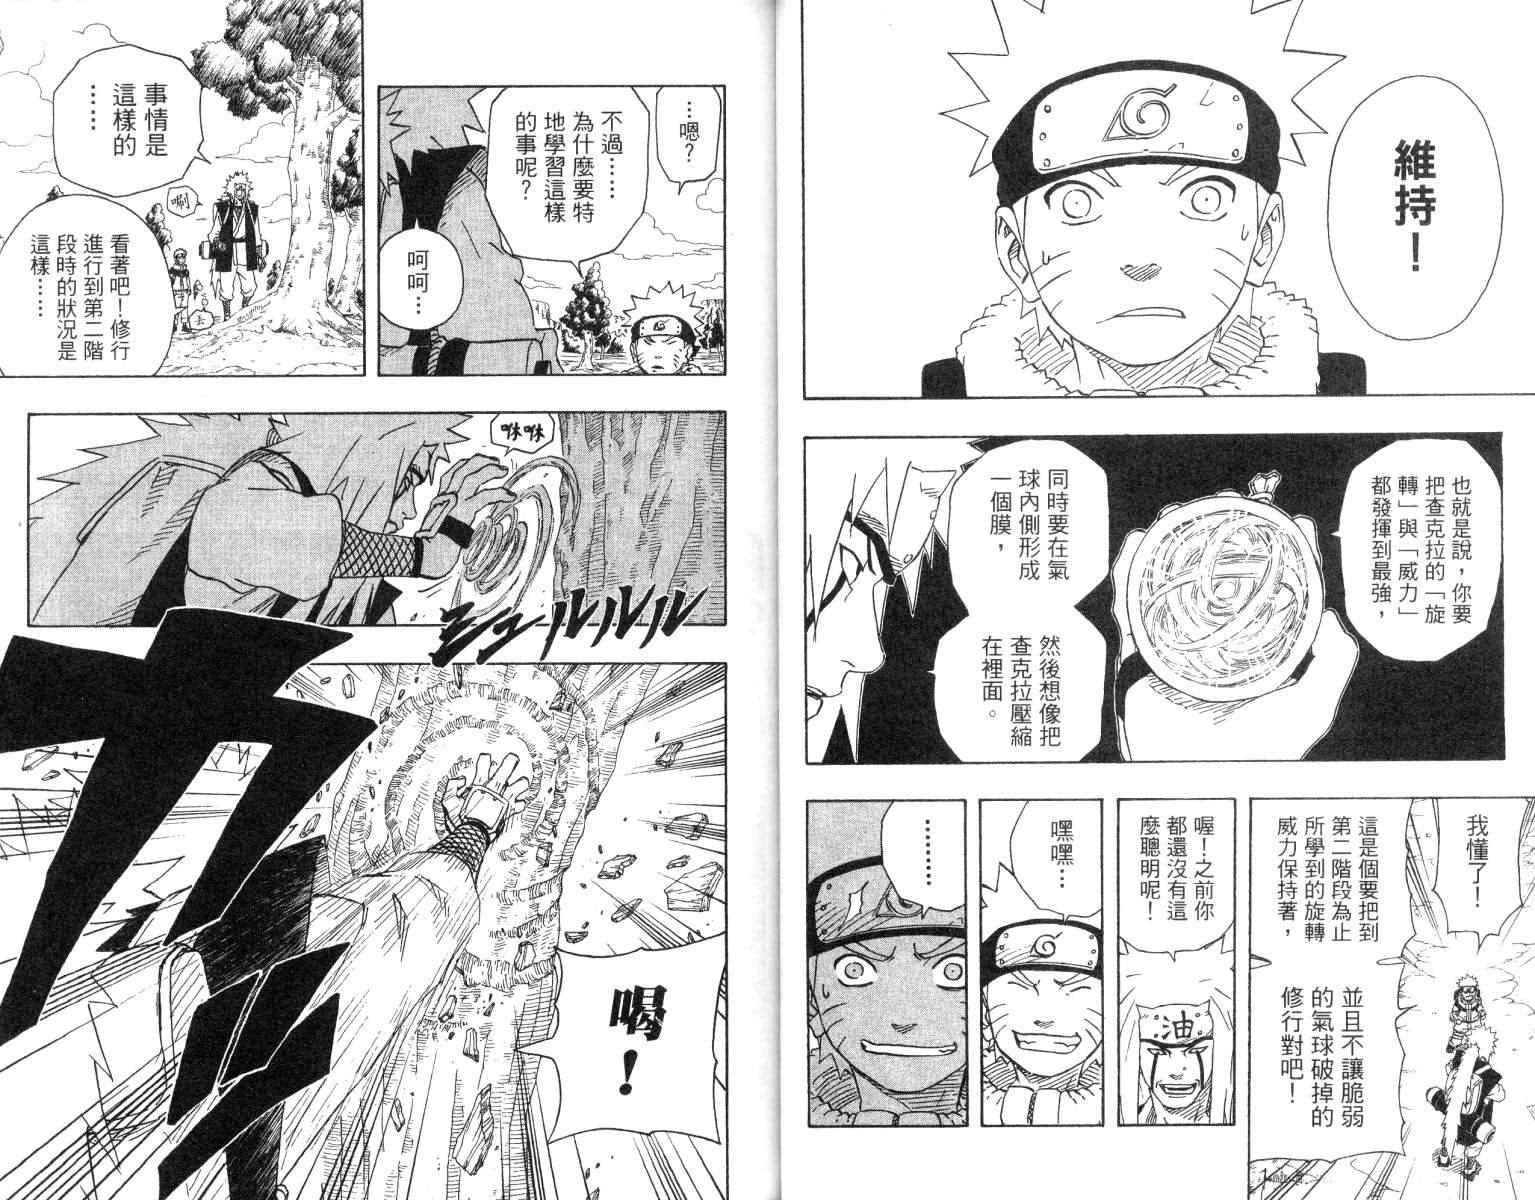 維持！
也就是說，你要
把查克拉的「旋
轉」與「威力」
都發揮到最強，
同時要在氣
球內側形成
一個膜，
然後想像把
查克拉壓縮
在裡面。
我懂了！
這是個要把到
第二階段為止
所學到的旋轉
威力保持著，
並且不讓脆弱
的氣球破掉的
修行對吧！
喔！之前你
都還沒有這
麼聰明呢！
油
嘿
嘿…
………
…嗯？
不過……
為什麼要特
地學習這樣
的事呢？
呵
呵…
事情是
這樣的
……
唰
看著吧！修行
進行到第二階
段時的狀況是
這樣……
咻咻
シュルルルル
ガガ
喝！